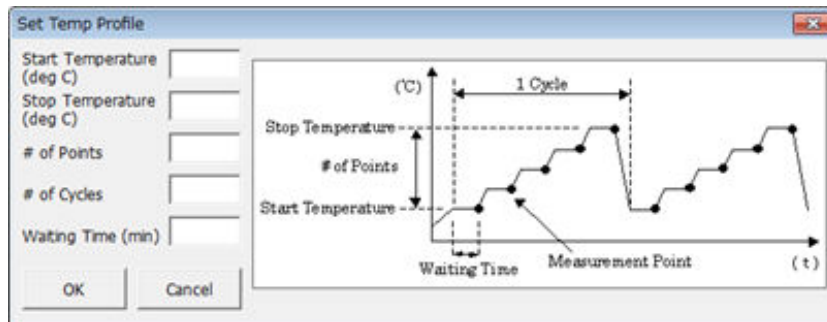 Set Temp Profile
Start Temperature
(deg C)
Stop Temperature
(deg C)
# of Points
# of Cycles
Waiting Time (min)
OK
Cancel
(℃)
1 Cycle
Stop Temperature
# of Points
Start Temperature
Waiting Time
Measurement Point
(t)